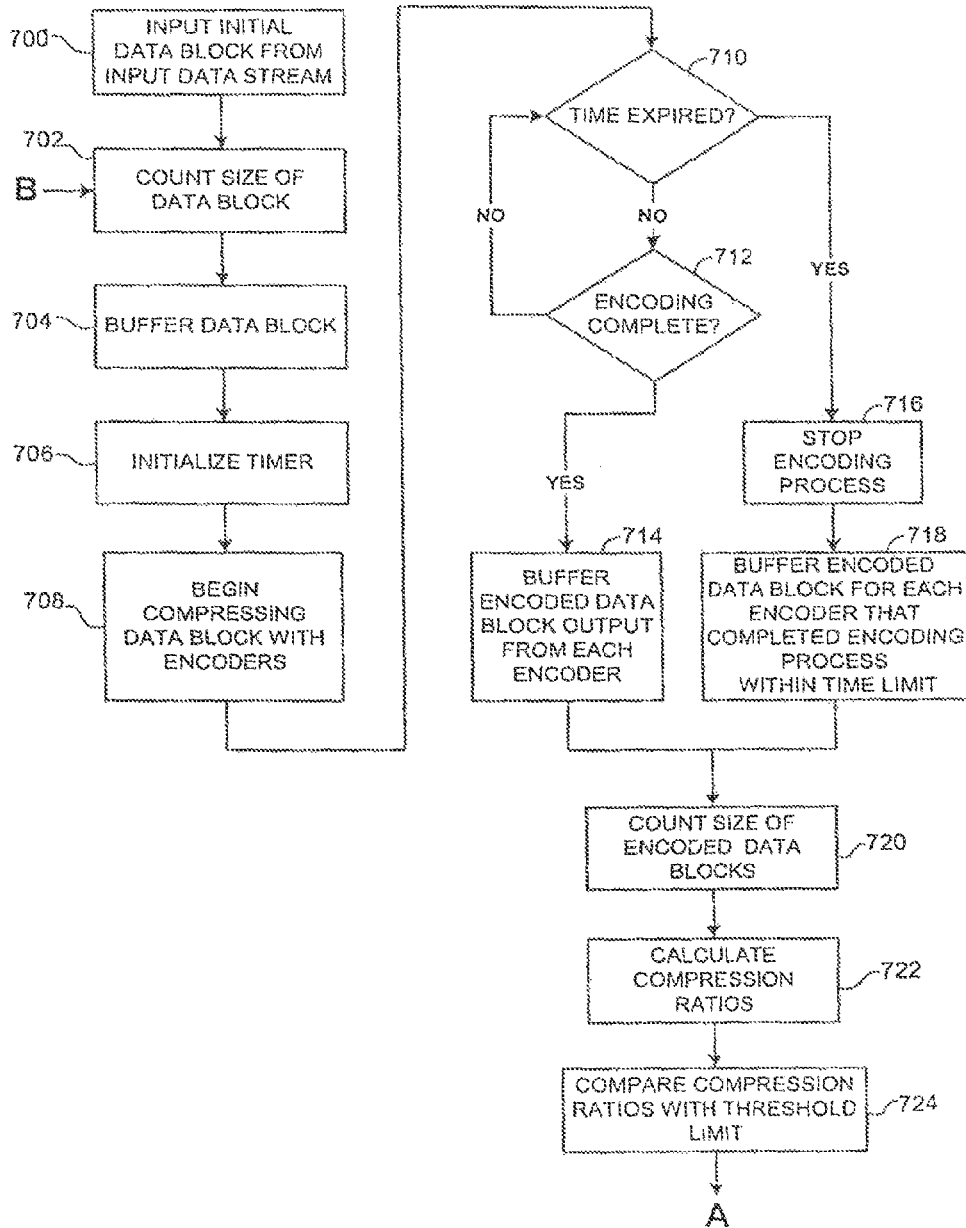 700
INPUT INITIAL
DATA BLOCK FROM
INPUT DATA STREAM
702
B
COUNT SIZE OF
DATA BLOCK
704
BUFFER DATA BLOCK
706
INITIALIZE TIMER
708
BEGIN
COMPRESSING
DATA BLOCK WITH
ENCODERS
710
TIME EXPIRED?
NO
NO
YES
712
ENCODING
COMPLETE?
YES
716
STOP
ENCODING
PROCESS
714
BUFFER
ENCODED DATA
BLOCK OUTPUT
FROM EACH
ENCODER
718
BUFFER ENCODED
DATA BLOCK FOR EACH
ENCODER THAT
COMPLETED ENCODING
PROCESS
WITHIN TIME LIMIT
COUNT SIZE OF
ENCODED DATA
BLOCKS
720
CALCULATE
COMPRESSION
RATIOS
722
COMPARE COMPRESSION
RATIOS WITH THRESHOLD
LIMIT
724
A